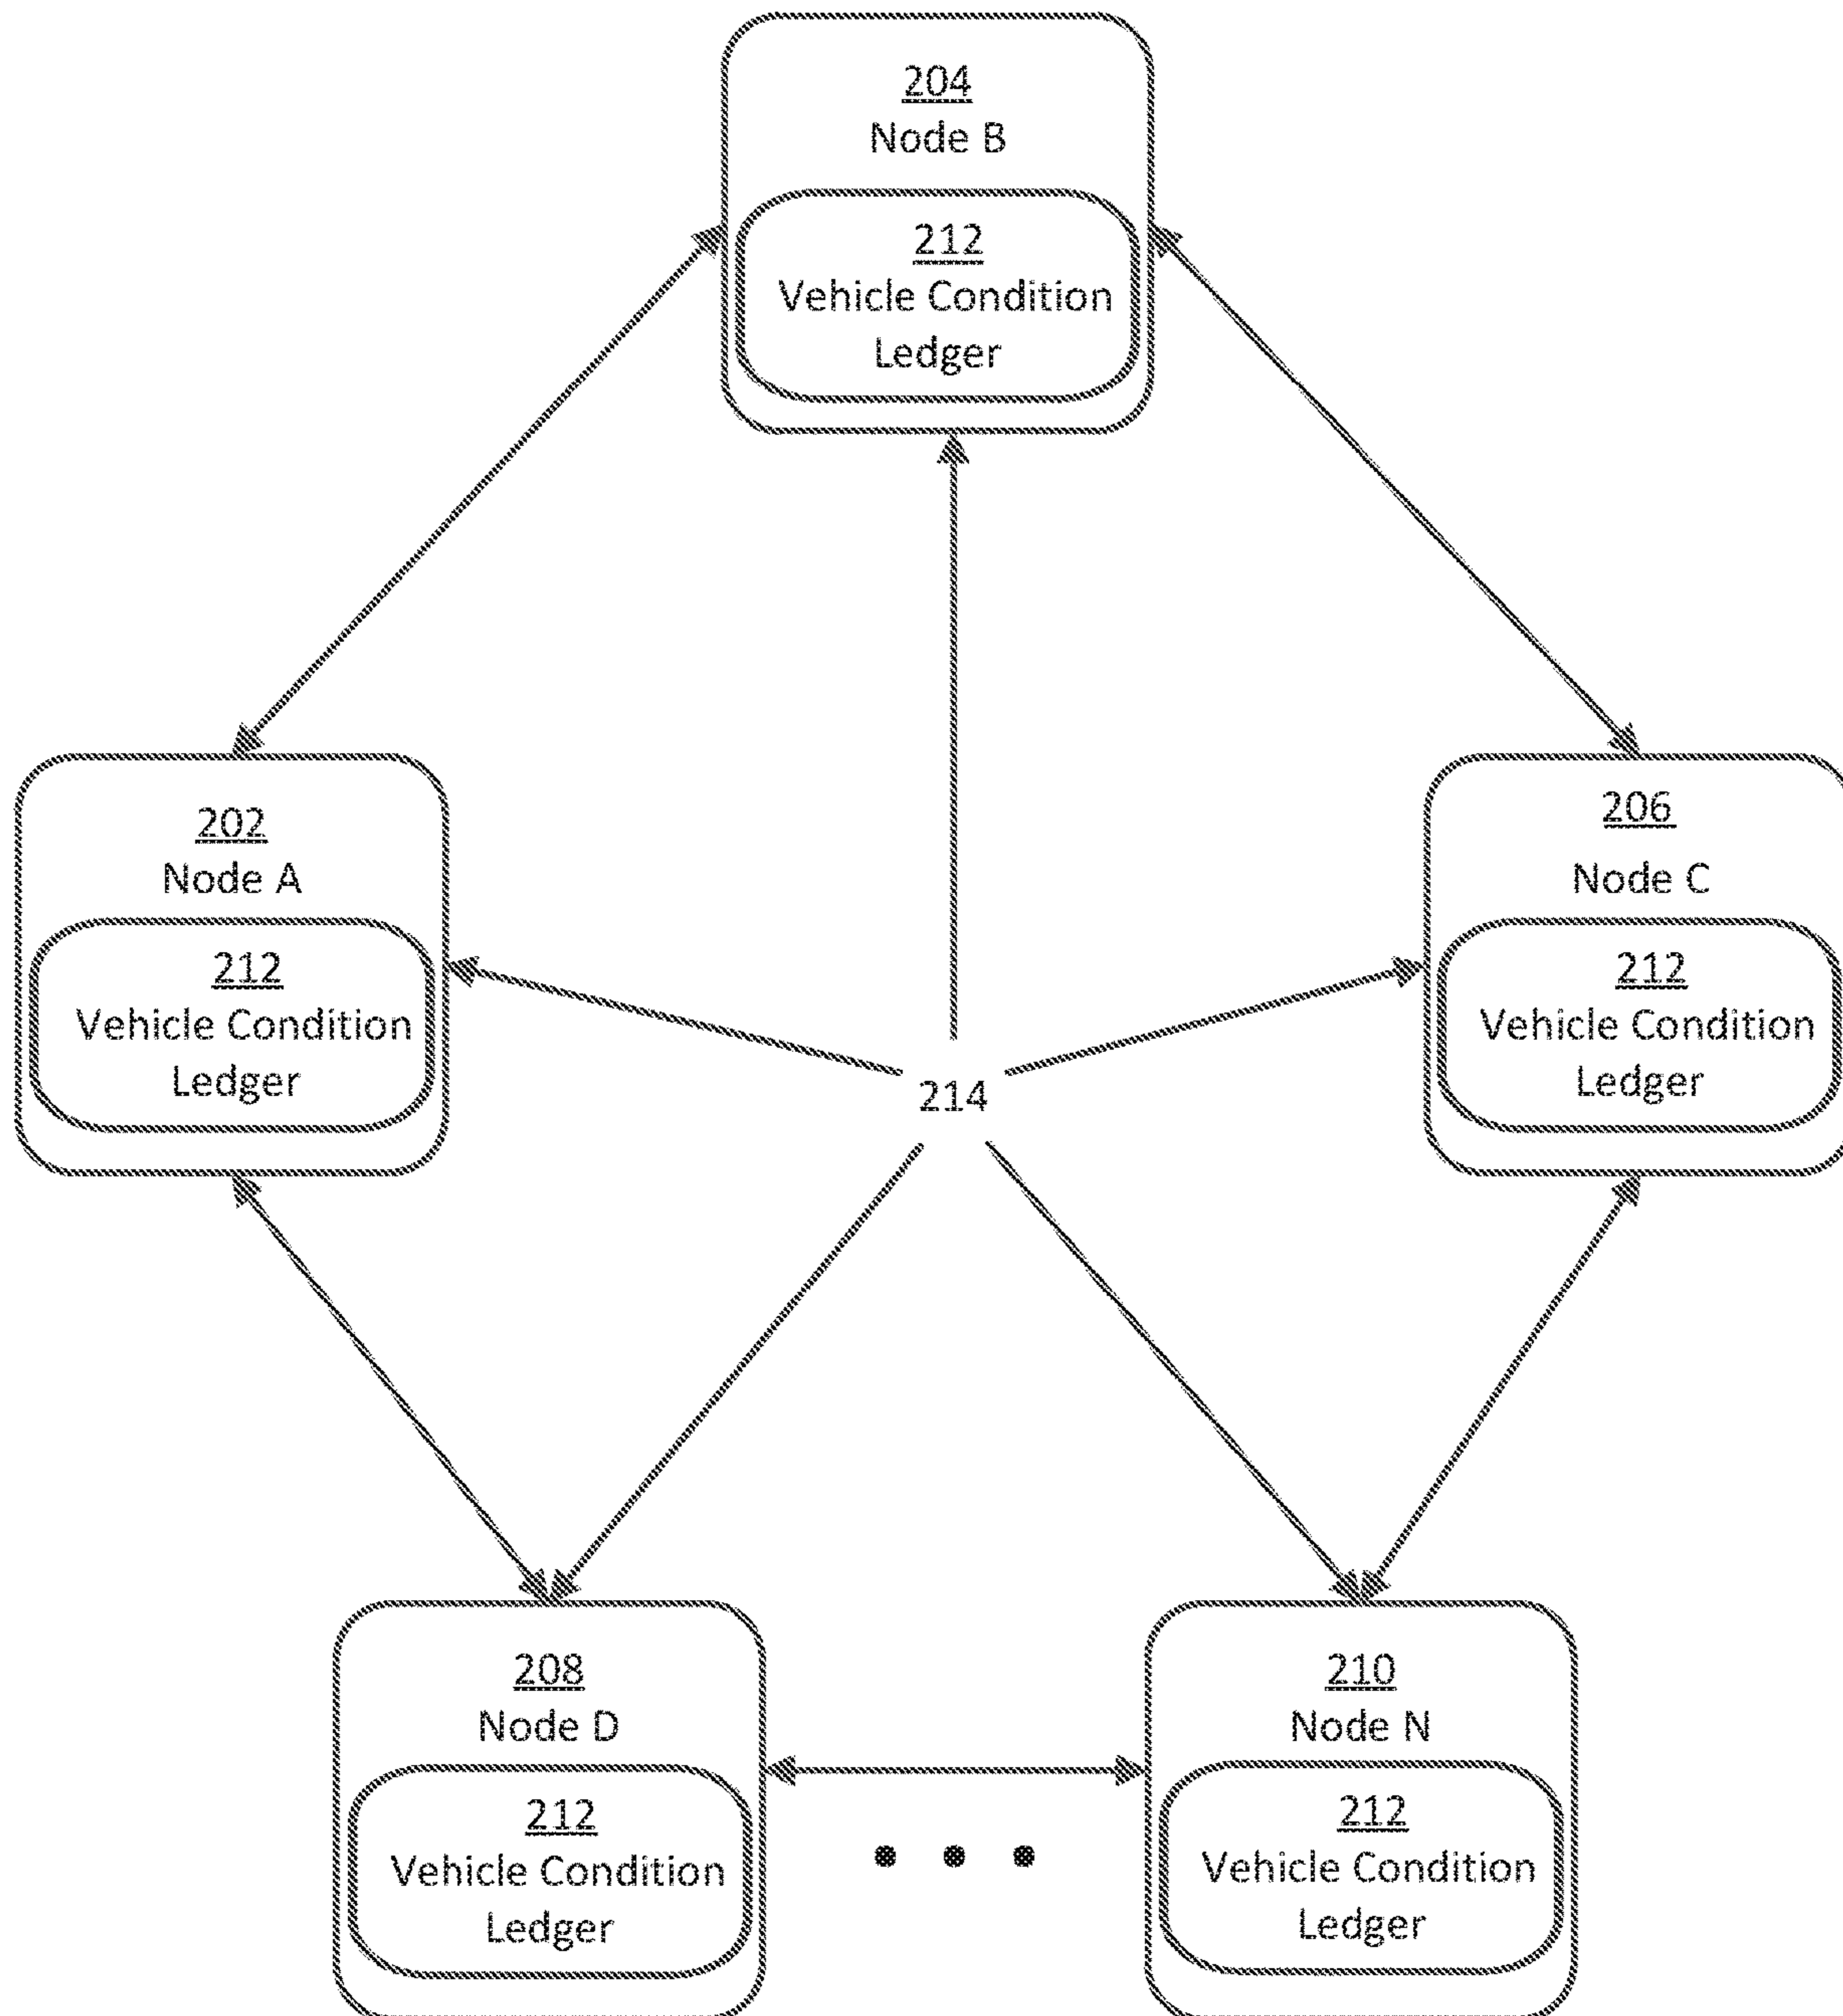 204
Node B
212
Vehicle Condition
Ledger
202
Node A
212
Vehicle Condition
Ledger
206
Node C
212
Vehicle Condition
Ledger
214
208
Node D
212
Vehicle Condition
Ledger
210
Node N
212
Vehicle Condition
Ledger